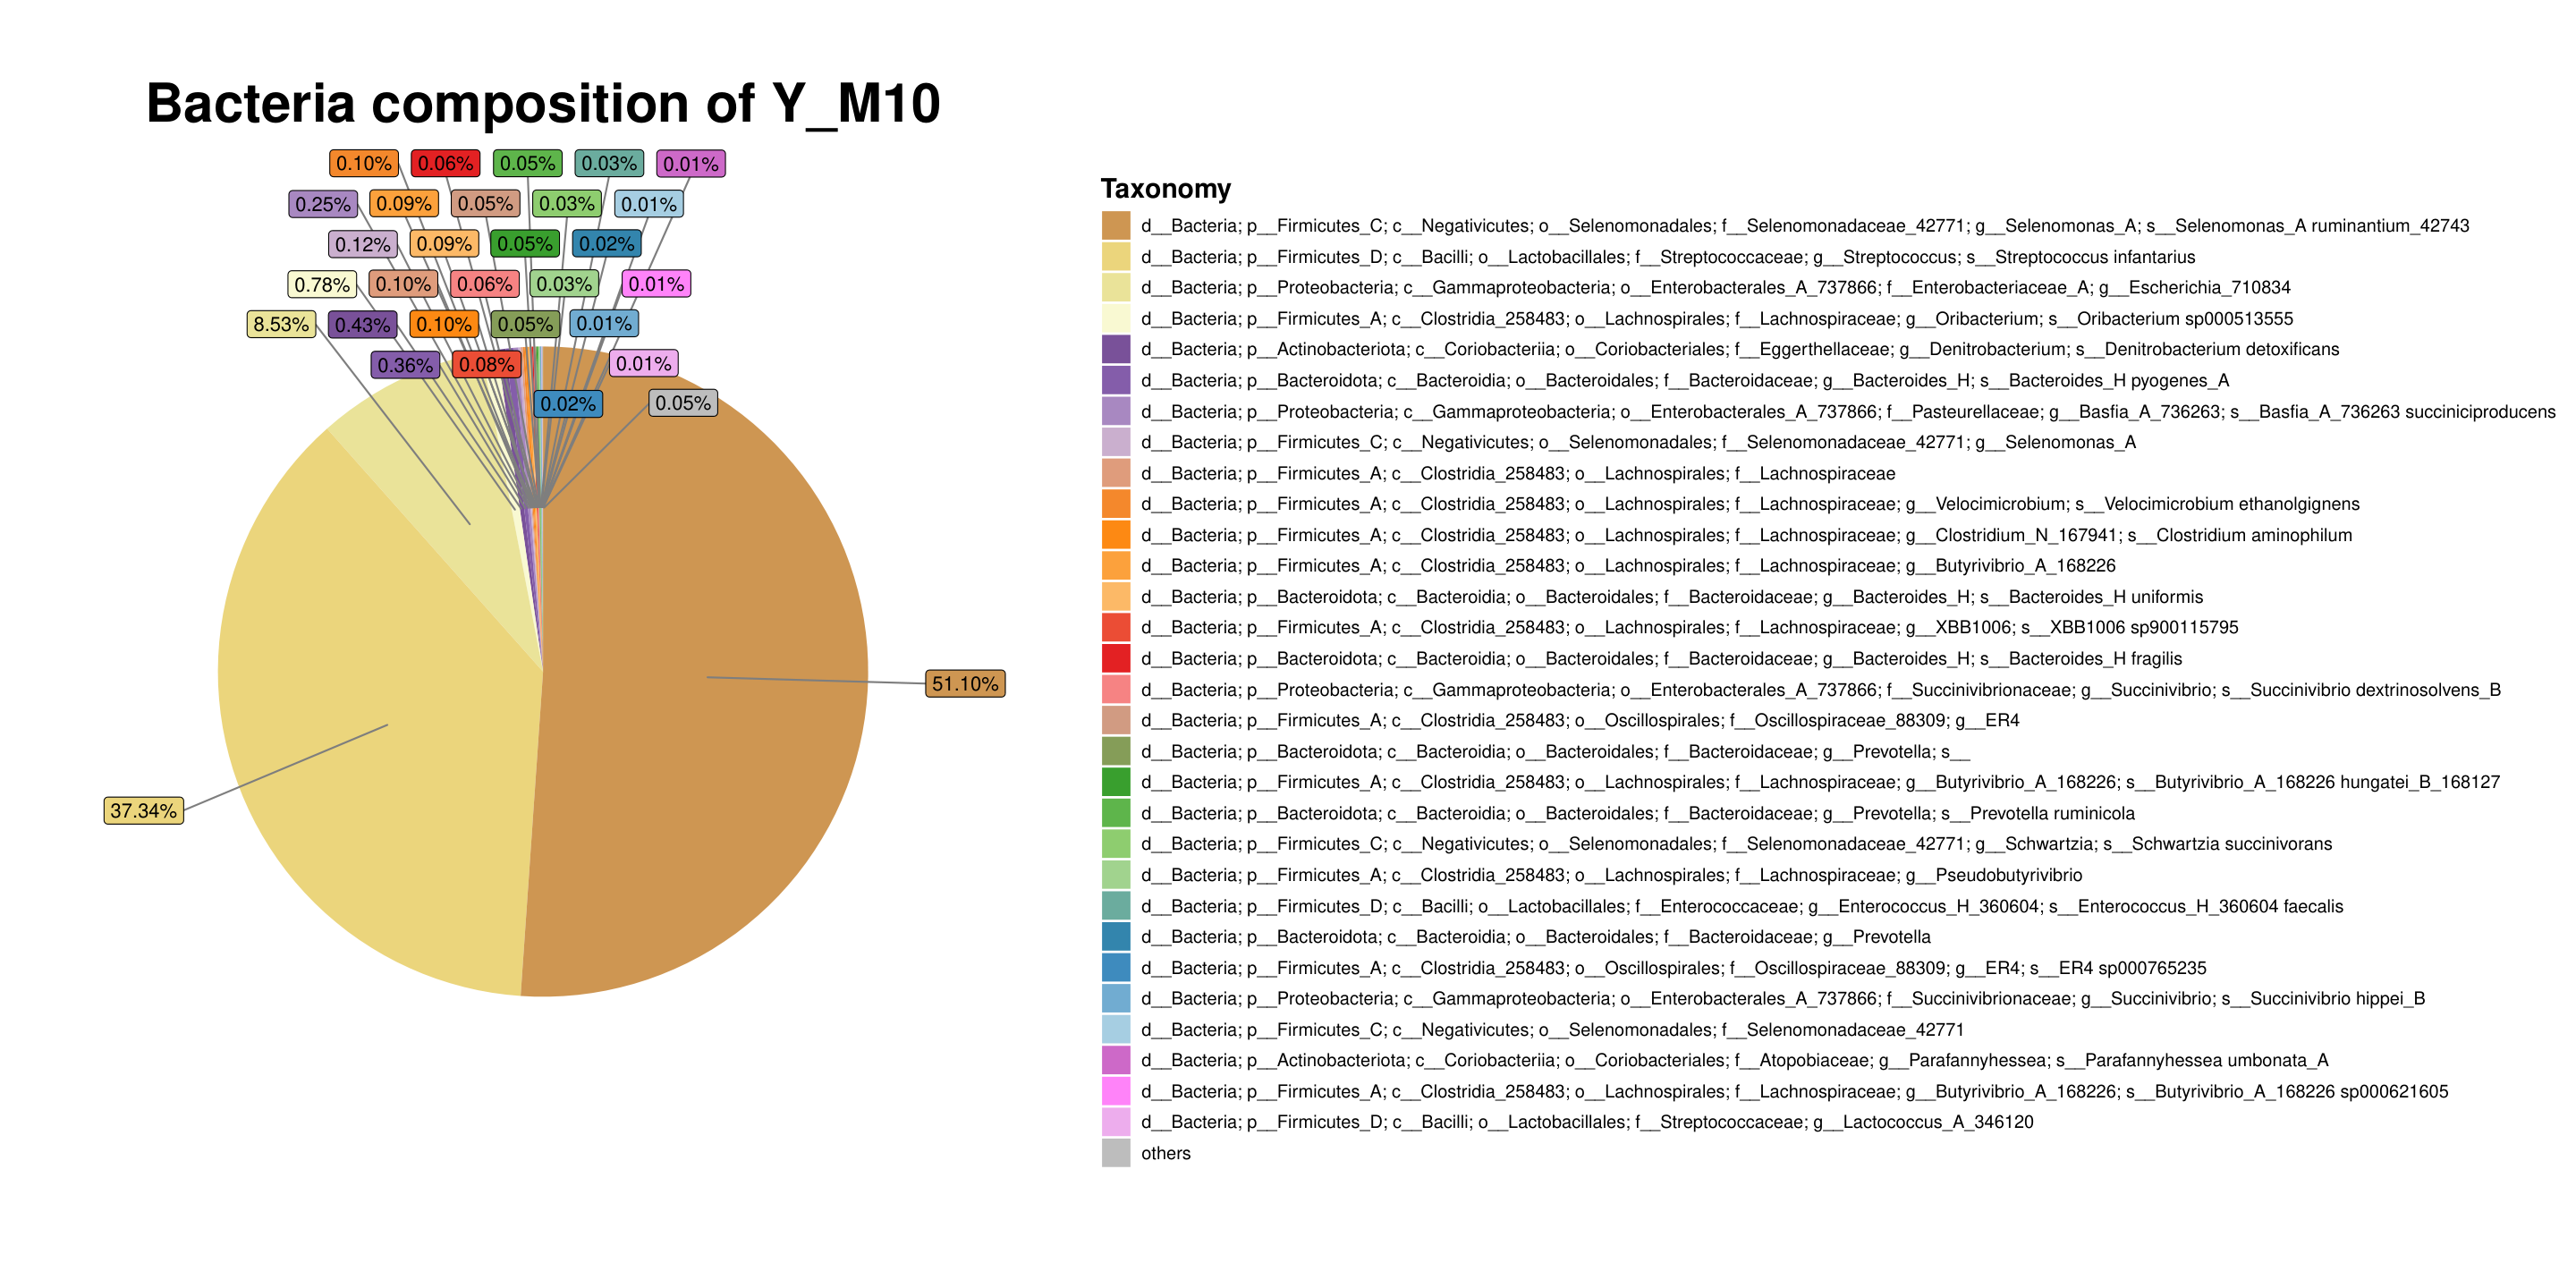 Bacteria composition of Y_M10
0.10% 0.06% 0.05% 0.03% 0.01%
0.25% 0.09% 0.05% 0.03% 0.01%
0.12% 0.09% 0.05% 0.02%
0.78% 0.10% 0.06% 0.03% 0.01%
8.53% 0.43% 0.10% 0.05% 0.01%
0.36% 0.08% 0.01%
0.02% 0.05%
51.10%
37.34%
Taxonomy
d__Bacteria; p__Firmicutes_C; c__Negativicutes; o__Selenomonadales; f__Selenomonadaceae_42771; g__Selenomonas_A; s__Selenomonas_A ruminantium_42743
d__Bacteria; p__Firmicutes_D; c__Bacilli; o__Lactobacillales; f__Streptococcaceae; g__Streptococcus; s__Streptococcus infantarius
d__Bacteria; p__Proteobacteria; c__Gammaproteobacteria; o__Enterobacterales_A_737866; f__Enterobacteriaceae_A; g__Escherichia_710834
d__Bacteria; p__Firmicutes_A; c__Clostridia_258483; o__Lachnospirales; f__Lachnospiraceae; g__Oribacterium; s__Oribacterium sp000513555
d__Bacteria; p__Actinobacteriota; c__Coriobacteriia; o__Coriobacteriales; f__Eggerthellaceae; g__Denitrobacterium; s__Denitrobacterium detoxificans
d__Bacteria; p__Bacteroidota; c__Bacteroidia; o__Bacteroidales; f__Bacteroidaceae; g__Bacteroides_H; s__Bacteroides_H pyogenes_A
d__Bacteria; p__Proteobacteria; c__Gammaproteobacteria; o__Enterobacterales_A_737866; f__Pasteurellaceae; g__Basfia_A_736263; s__Basfia_A_736263 succiniciproducens
d__Bacteria; p__Firmicutes_C; c__Negativicutes; o__Selenomonadales; f__Selenomonadaceae_42771; g__Selenomonas_A
d__Bacteria; p__Firmicutes_A; c__Clostridia_258483; o__Lachnospirales; f__Lachnospiraceae
d__Bacteria; p__Firmicutes_A; c__Clostridia_258483; o__Lachnospirales; f__Lachnospiraceae; g__Velocimicrobium; s__Velocimicrobium ethanolgignens
d__Bacteria; p__Firmicutes_A; c__Clostridia_258483; o__Lachnospirales; f__Lachnospiraceae; g__Clostridium_N_167941; s__Clostridium aminophilum
d__Bacteria; p__Firmicutes_A; c__Clostridia_258483; o__Lachnospirales; f__Lachnospiraceae; g__Butyrivibrio_A_168226
d__Bacteria; p__Bacteroidota; c__Bacteroidia; o__Bacteroidales; f__Bacteroidaceae; g__Bacteroides_H; s__Bacteroides_H uniformis
d__Bacteria; p__Firmicutes_A; c__Clostridia_258483; o__Lachnospirales; f__Lachnospiraceae; g__XBB1006; s__XBB1006 sp900115795
d__Bacteria; p__Bacteroidota; c__Bacteroidia; o__Bacteroidales; f__Bacteroidaceae; g__Bacteroides_H; s__Bacteroides_H fragilis
d__Bacteria; p__Proteobacteria; c__Gammaproteobacteria; o__Enterobacterales_A_737866; f__Succinivibrionaceae; g__Succinivibrio; s__Succinivibrio dextrinosolvens_B
d__Bacteria; p__Firmicutes_A; c__Clostridia_258483; o__Oscillospirales; f__Oscillospiraceae_88309; g__ER4
d__Bacteria; p__Bacteroidota; c__Bacteroidia; o__Bacteroidales; f__Bacteroidaceae; g__Prevotella; s__
d__Bacteria; p__Firmicutes_A; c__Clostridia_258483; o__Lachnospirales; f__Lachnospiraceae; g__Butyrivibrio_A_168226; s__Butyrivibrio_A_168226 hungatei_B_168127
d__Bacteria; p__Bacteroidota; c__Bacteroidia; o__Bacteroidales; f__Bacteroidaceae; g__Prevotella; s__Prevotella ruminicola
d__Bacteria; p__Firmicutes_C; c__Negativicutes; o__Selenomonadales; f__Selenomonadaceae_42771; g__Schwartzia; s__Schwartzia succinivorans
d__Bacteria; p__Firmicutes_A; c__Clostridia_258483; o__Lachnospirales; f__Lachnospiraceae; g__Pseudobutyrivibrio
d__Bacteria; p__Firmicutes_D; c__Bacilli; o__Lactobacillales; f__Enterococcaceae; g__Enterococcus_H_360604; s__Enterococcus_H_360604 faecalis
d__Bacteria; p__Bacteroidota; c__Bacteroidia; o__Bacteroidales; f__Bacteroidaceae; g__Prevotella
d__Bacteria; p__Firmicutes_A; c__Clostridia_258483; o__Oscillospirales; f__Oscillospiraceae_88309; g__ER4; s__ER4 sp000765235
d__Bacteria; p__Proteobacteria; c__Gammaproteobacteria; o__Enterobacterales_A_737866; f__Succinivibrionaceae; g__Succinivibrio; s__Succinivibrio hippei_B
d__Bacteria; p__Firmicutes_C; c__Negativicutes; o__Selenomonadales; f__Selenomonadaceae_42771
d__Bacteria; p__Actinobacteriota; c__Coriobacteriia; o__Coriobacteriales; f__Atopobiaceae; g__Parafannyhessea; s__Parafannyhessea umbonata_A
d__Bacteria; p__Firmicutes_A; c__Clostridia_258483; o__Lachnospirales; f__Lachnospiraceae; g__Butyrivibrio_A_168226; s__Butyrivibrio_A_168226 sp000621605
d__Bacteria; p__Firmicutes_D; c__Bacilli; o__Lactobacillales; f__Streptococcaceae; g__Lactococcus_A_346120
others